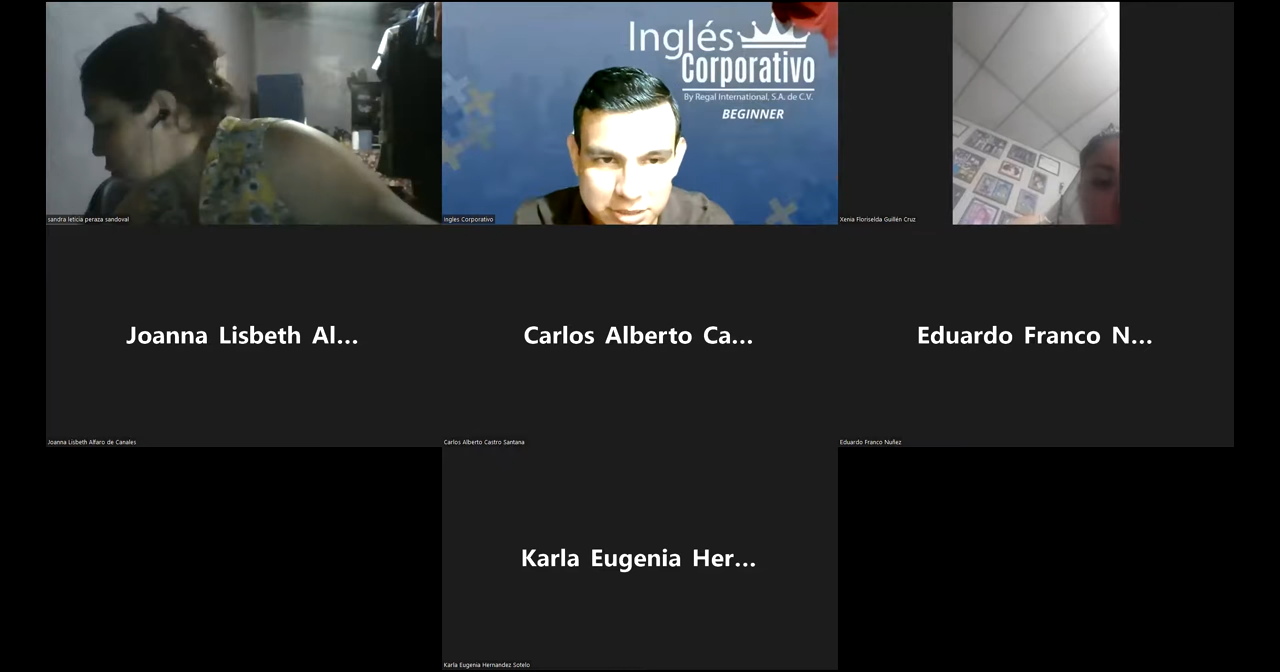 Inglés
Corporativo
By Regal International, S.A. de C.V.
BEGINNER
sandra leticia peraza sandoval
Ingles Corporativo
Xenia Floriselda Guillén Cruz
Joanna Lisbeth Al...
Carlos Alberto Ca...
Eduardo Franco N...
Joanna Lisbeth Alfaro de Canales
Carlos Alberto Castro Santana
Eduardo Franco Nuñez
Karla Eugenia Her...
Karla Eugenia Hernandez Sotelo